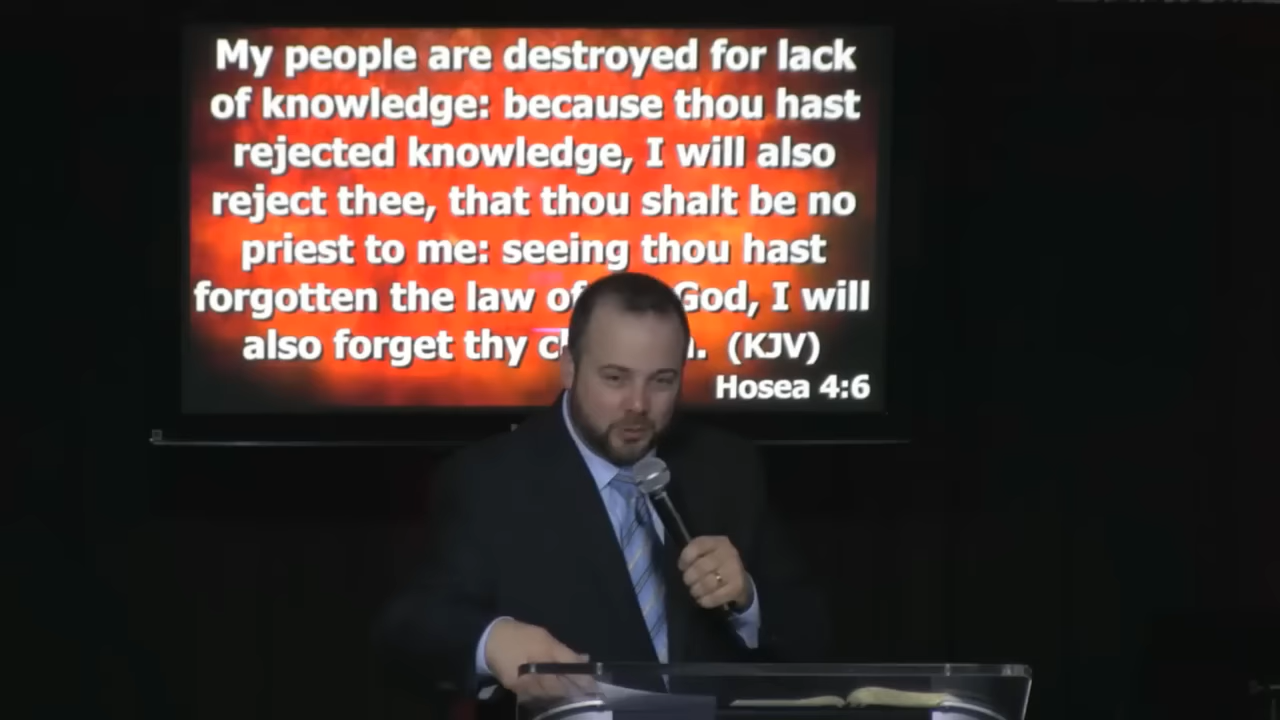 My people are destroyed for lack
of knowledge: because thou hast
rejected knowledge, I will also
reject thee, that thou shalt be no
priest to me: seeing thou hast
forgotten the law of God, I will
also forget thy (KJV)
Hosea 4:6